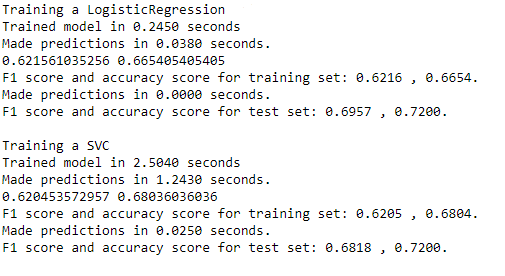 Training a LogisticRegression
Trained model in 0.2450 seconds
Made predictions in 0.0380 seconds.
0.621561035256 0.665405405405
F1 score and accuracy score for training set: 0.6216 , 0.6654.
Made predictions in 0.0000 seconds.
F1 score and accuracy score for test set: 0.6957 , 0.7200.

Training a SVC
Trained model in 2.5040 seconds
Made predictions in 1.2430 seconds.
0.620453572957 0.68036036036
F1 score and accuracy score for training set: 0.6205 , 0.6804.
Made predictions in 0.0250 seconds.
F1 score and accuracy score for test set: 0.6818 , 0.7200.